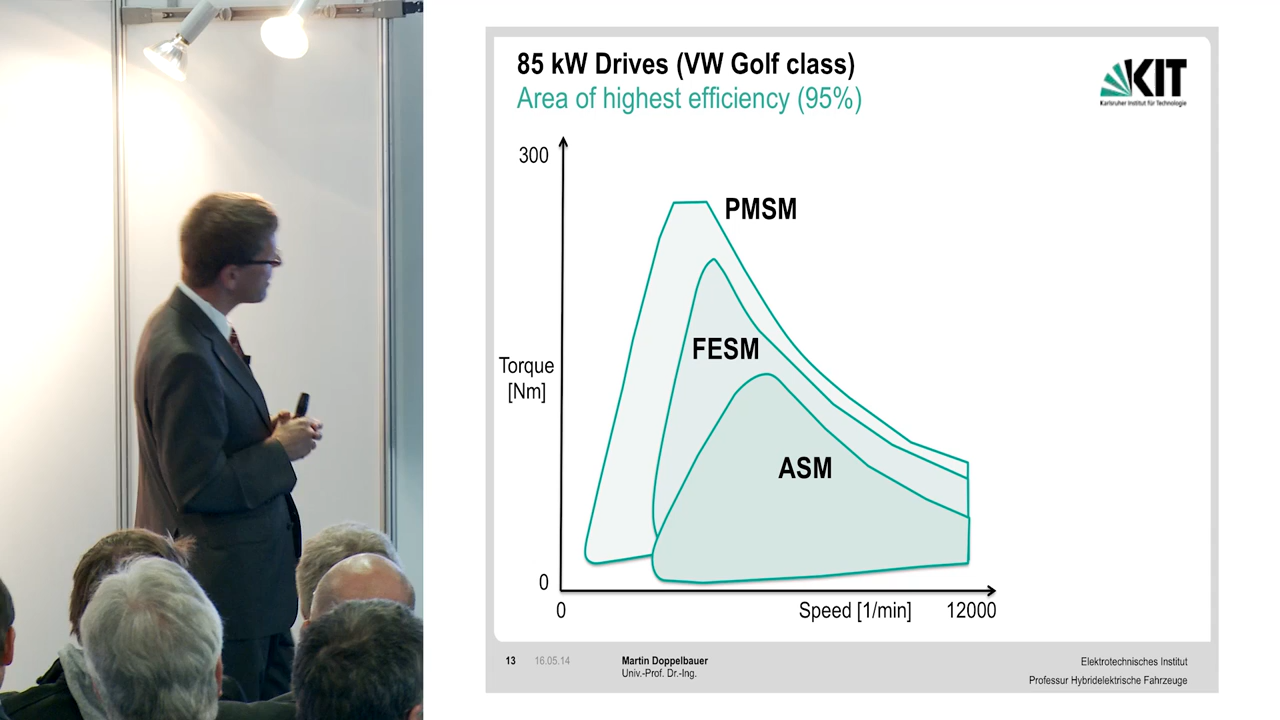 85 kW Drives (VW Golf class)
Area of highest efficiency (95%)
KIT
Karlsruher Institut für Technologie
300
PMSM
FESM
Torque
[Nm]
ASM
0
0
Speed [1/min]
12000
13
16.05.14
Martin Doppelbauer
Univ.-Prof. Dr.-Ing.
Elektrotechnisches Institut
Professur Hybridelektrische Fahrzeuge